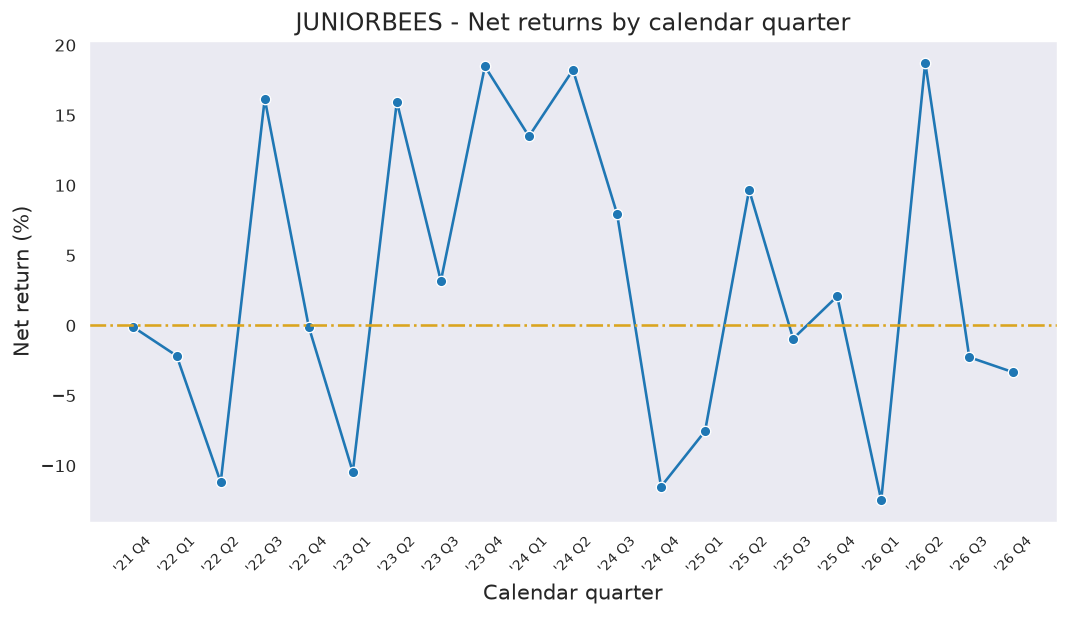 JUNIORBEES - Net returns by calendar quarter
Net return (%)
20
15
10
5
0
−5
−10
'21 Q4
'22 Q1
'22 Q2
'22 Q3
'22 Q4
'23 Q1
'23 Q2
'23 Q3
'23 Q4
'24 Q1
'24 Q2
'24 Q3
'24 Q4
'25 Q1
'25 Q2
'25 Q3
'25 Q4
'26 Q1
'26 Q2
'26 Q3
'26 Q4
Calendar quarter